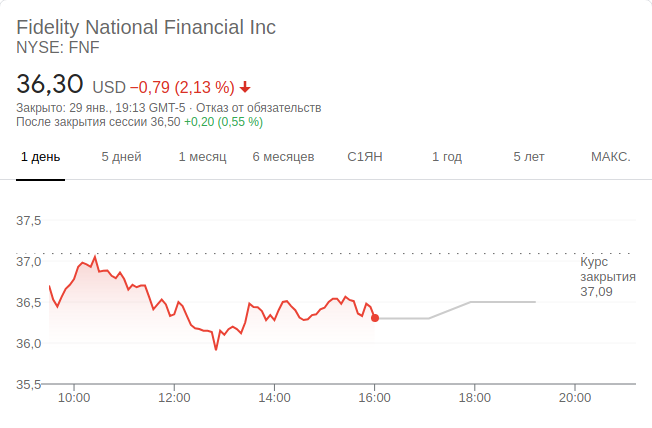 Fidelity National Financial Inc
NYSE: FNF
36,30 USD −0,79 (2,13 %)
Закрыто: 29 янв., 19:13 GMT-5 · Отказ от обязательств
После закрытия сессии 36,50 +0,20 (0,55 %)
1 день 5 дней 1 месяц 6 месяцев С1ЯН 1 год 5 лет МАКС.
37,5
37,0
36,5
36,0
35,5
Курс
закрытия
37,09
10:00 12:00 14:00 16:00 18:00 20:00